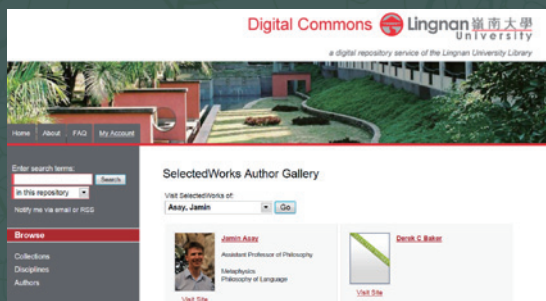 Digital Commons Lingnan 嶺南大學
University
a digital repository service of the Lingnan University Library
Home About FAQ My Account
Enter search terms:
Search
in this repository
Notify me via email or RSS
Browse
Collections
Disciplines
Authors
SelectedWorks Author Gallery
Visit SelectedWorks of:
Asay, Jamin Go
Jamin Asay
Assistant Professor of Philosophy
Metaphysics
Philosophy of Language
Visit Site
Derek C Baker
Visit Site